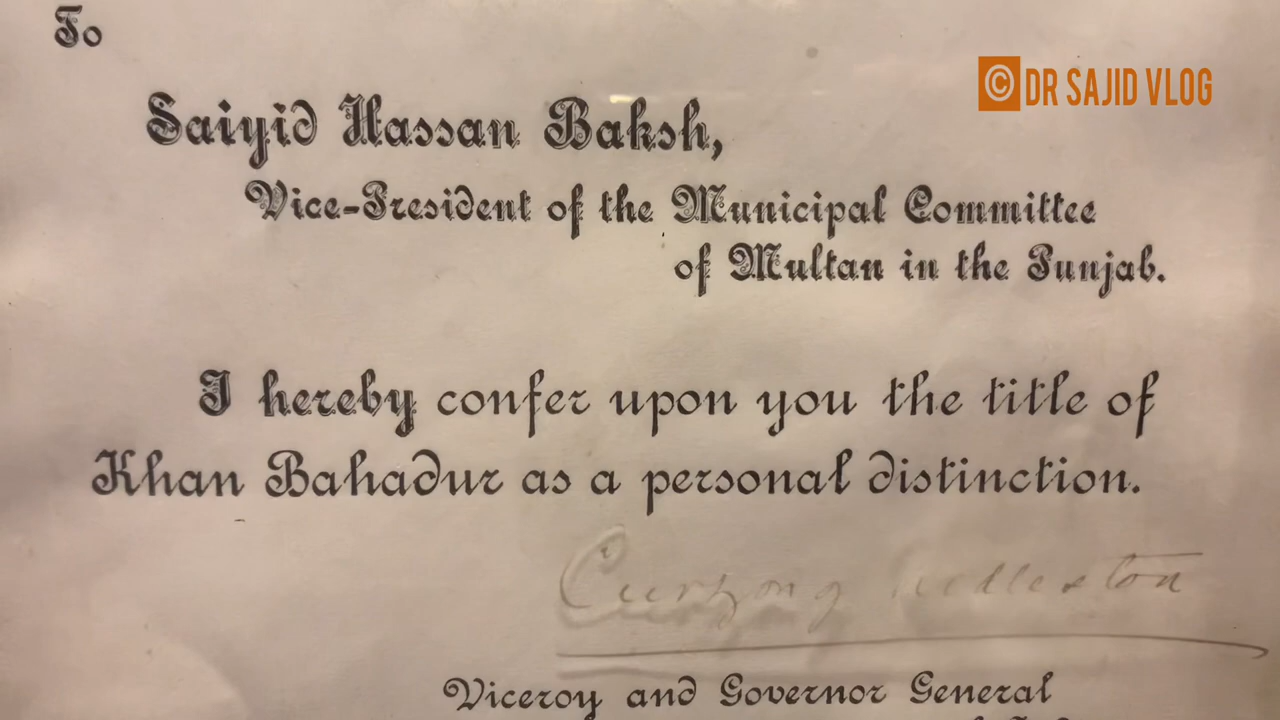 To
© DR SAJID VLOG
Saiyid Hassan Baksh,
Vice-President of the Municipal Committee
of Multan in the Punjab.
I hereby confer upon you the title of
Khan Bahadur as a personal distinction.
Curzon of Kedleston
Viceroy and Governor General